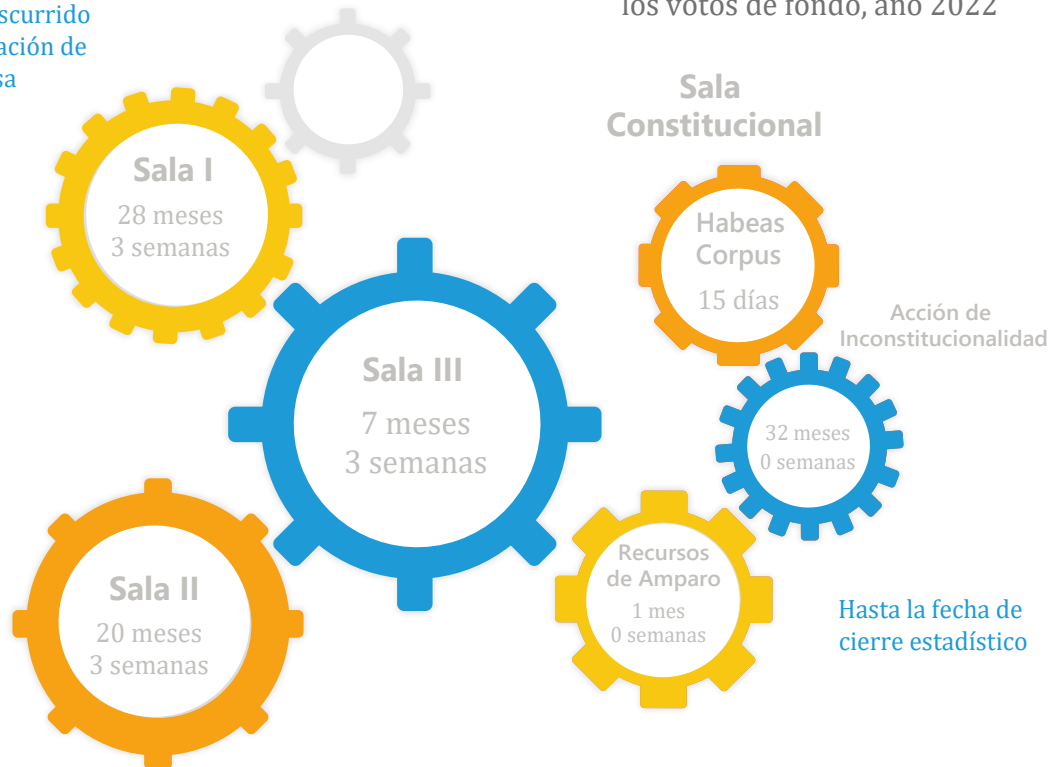 ación de
los votos de fondo, año 2022
Sala I
28 meses
3 semanas
Sala III
7 meses
3 semanas
Sala II
20 meses
3 semanas
Sala
Constitucional
Habeas
Corpus
15 días
Acción de
Inconstitucionalidad
32 meses
0 semanas
Recursos
de Amparo
1 mes
0 semanas
Hasta la fecha de
cierre estadístico